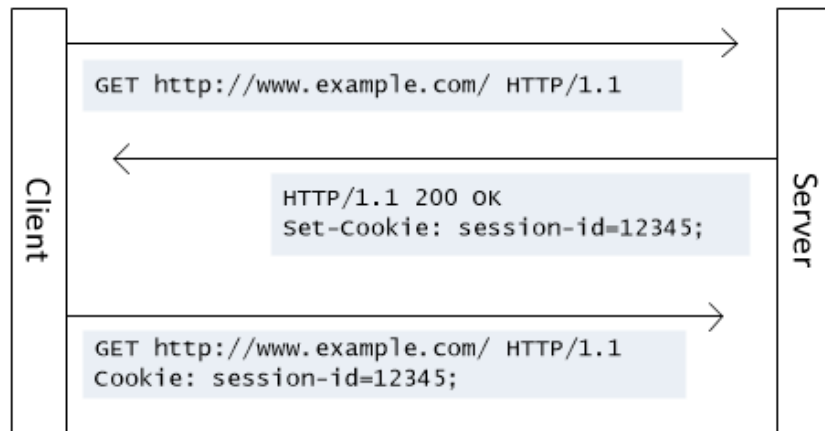 Client
GET http://www.example.com/ HTTP/1.1
HTTP/1.1 200 OK
Set-Cookie: session-id=12345;
GET http://www.example.com/ HTTP/1.1
Cookie: session-id=12345;
Server